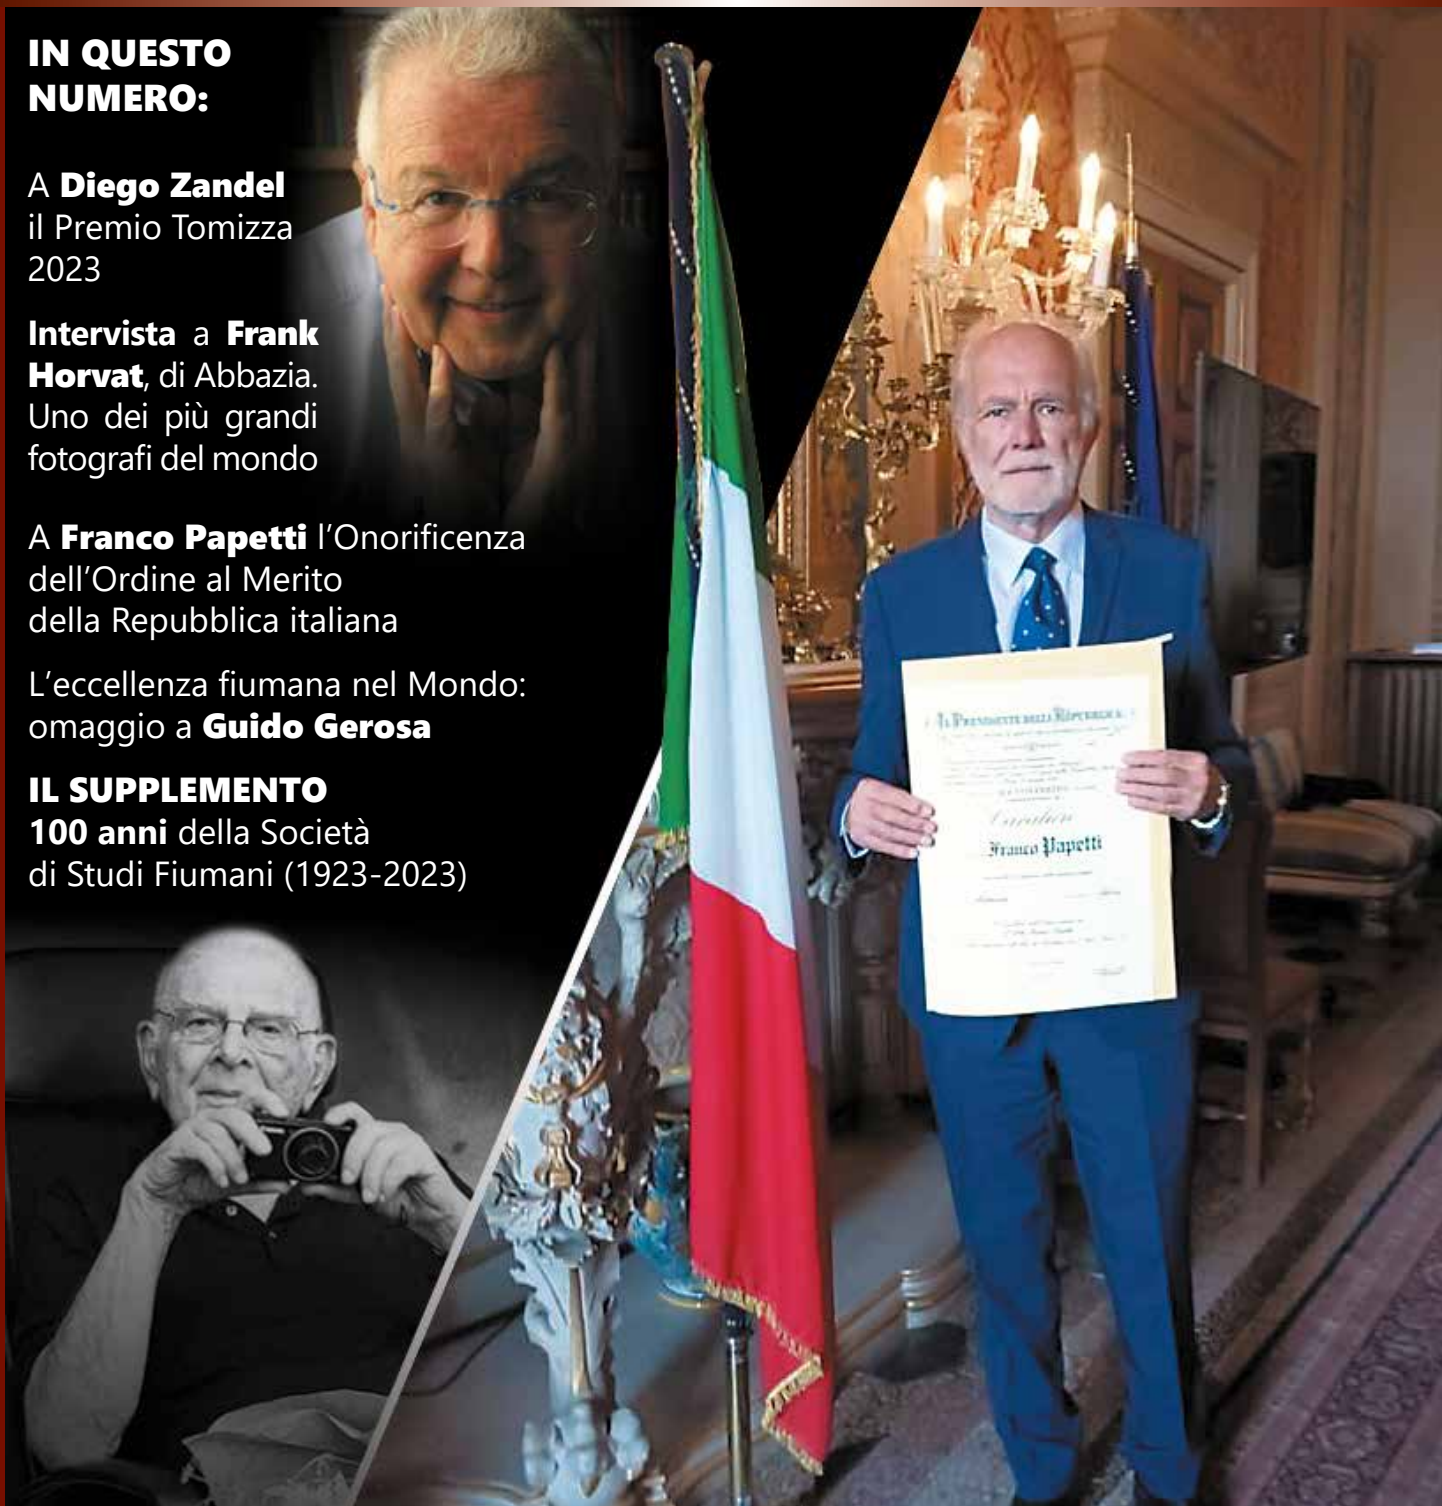 IN QUESTO
NUMERO:
A Diego Zandel
il Premio Tomizza
2023
Intervista a Frank
Horvat, di Abbazia.
Uno dei più grandi
fotografi del mondo
A Franco Papetti l’Onorificenza
dell’Ordine al Merito
della Repubblica italiana
L’eccellenza fiumana nel Mondo:
omaggio a Guido Gerosa
IL SUPPLEMENTO
100 anni della Società
di Studi Fiumani (1923-2023)
IL PRESIDENTE DELLA REPUBBLICA
Cavaliere
Franco Papetti